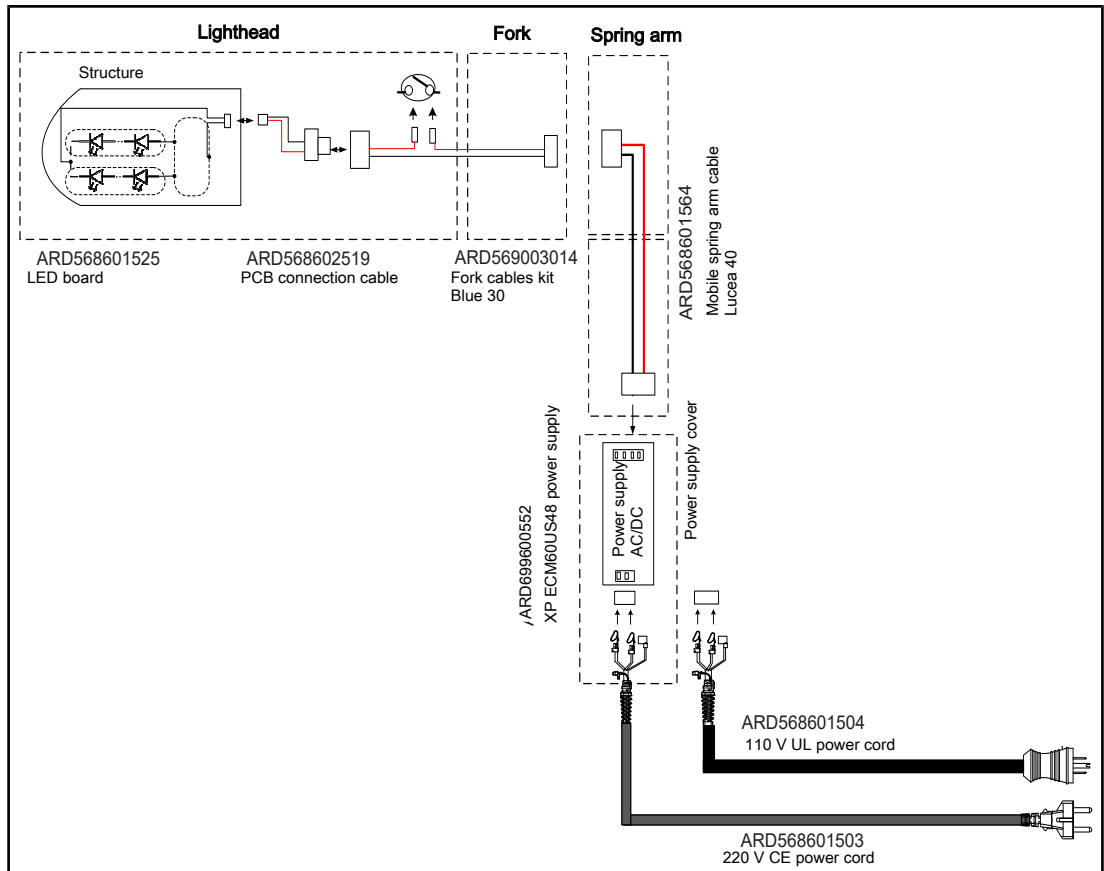 Lighthead
Fork
Spring arm
Structure
ARD568601525
LED board
ARD568602519
PCB connection cable
ARD569003014
Fork cables kit
Blue 30
ARD568601564
Mobile spring arm cable
Lucea 40
ARD699600552
XP ECM60US48 power supply
Power supply
AC/DC
Power supply cover
ARD568601504
110 V UL power cord
ARD568601503
220 V CE power cord